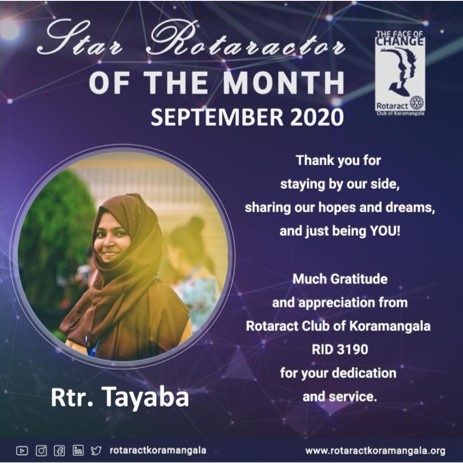 Star Rotaractor
OF THE MONTH
SEPTEMBER 2020
THE FACE OF
CHANGE
Rotaract
Club of Koramangala
Thank you for
staying by our side,
sharing our hopes and dreams,
and just being YOU!
Much Gratitude
and appreciation from
Rotaract Club of Koramangala
RID 3190
for your dedication
and service.
Rtr. Tayaba
rotaractkoramangala
www.rotaractkoramangala.org